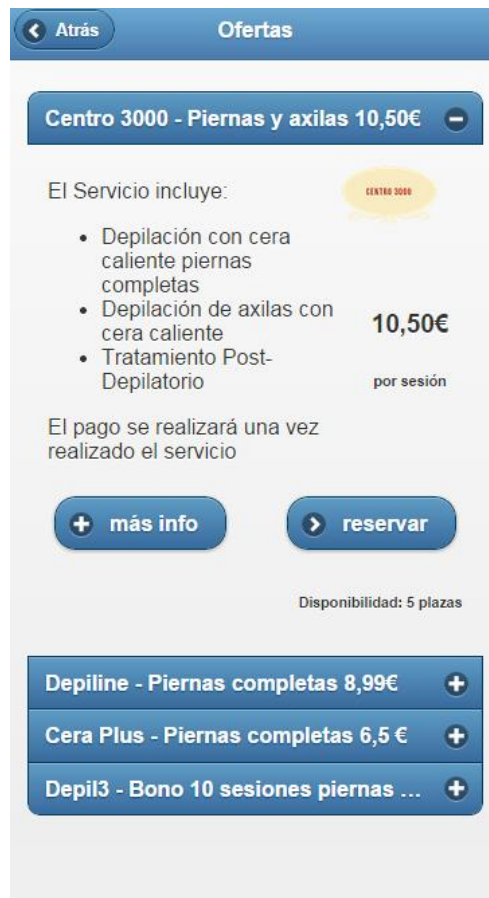 Atrás
Ofertas
Centro 3000 - Piernas y axilas 10,50€
El Servicio incluye:
CENTRO 3000
• Depilación con cera
caliente piernas
completas
• Depilación de axilas con
cera caliente
• Tratamiento Post-
Depilatorio
10,50€
por sesión
El pago se realizará una vez
realizado el servicio
más info
reservar
Disponibilidad: 5 plazas
Depiline - Piernas completas 8,99€
Cera Plus - Piernas completas 6,5 €
Depil3 - Bono 10 sesiones piernas ...